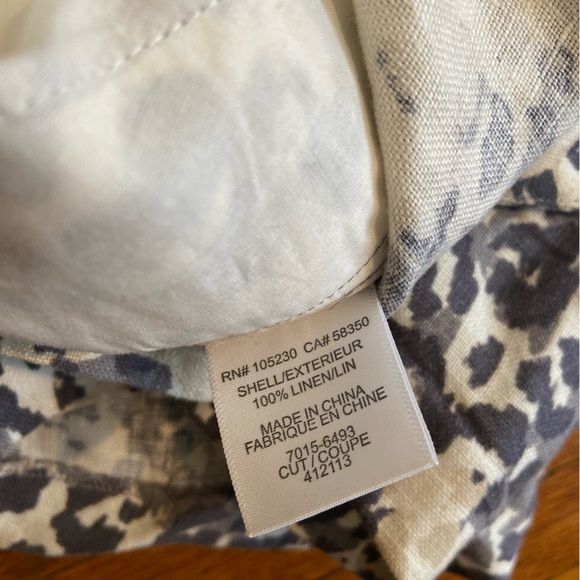 RN# 105230 CA# 58350
SHELL/EXTERIEUR
100% LINEN/LIN
MADE IN CHINA
FABRIQUE EN CHINE
7015-6493
CUT / COUPE
412113